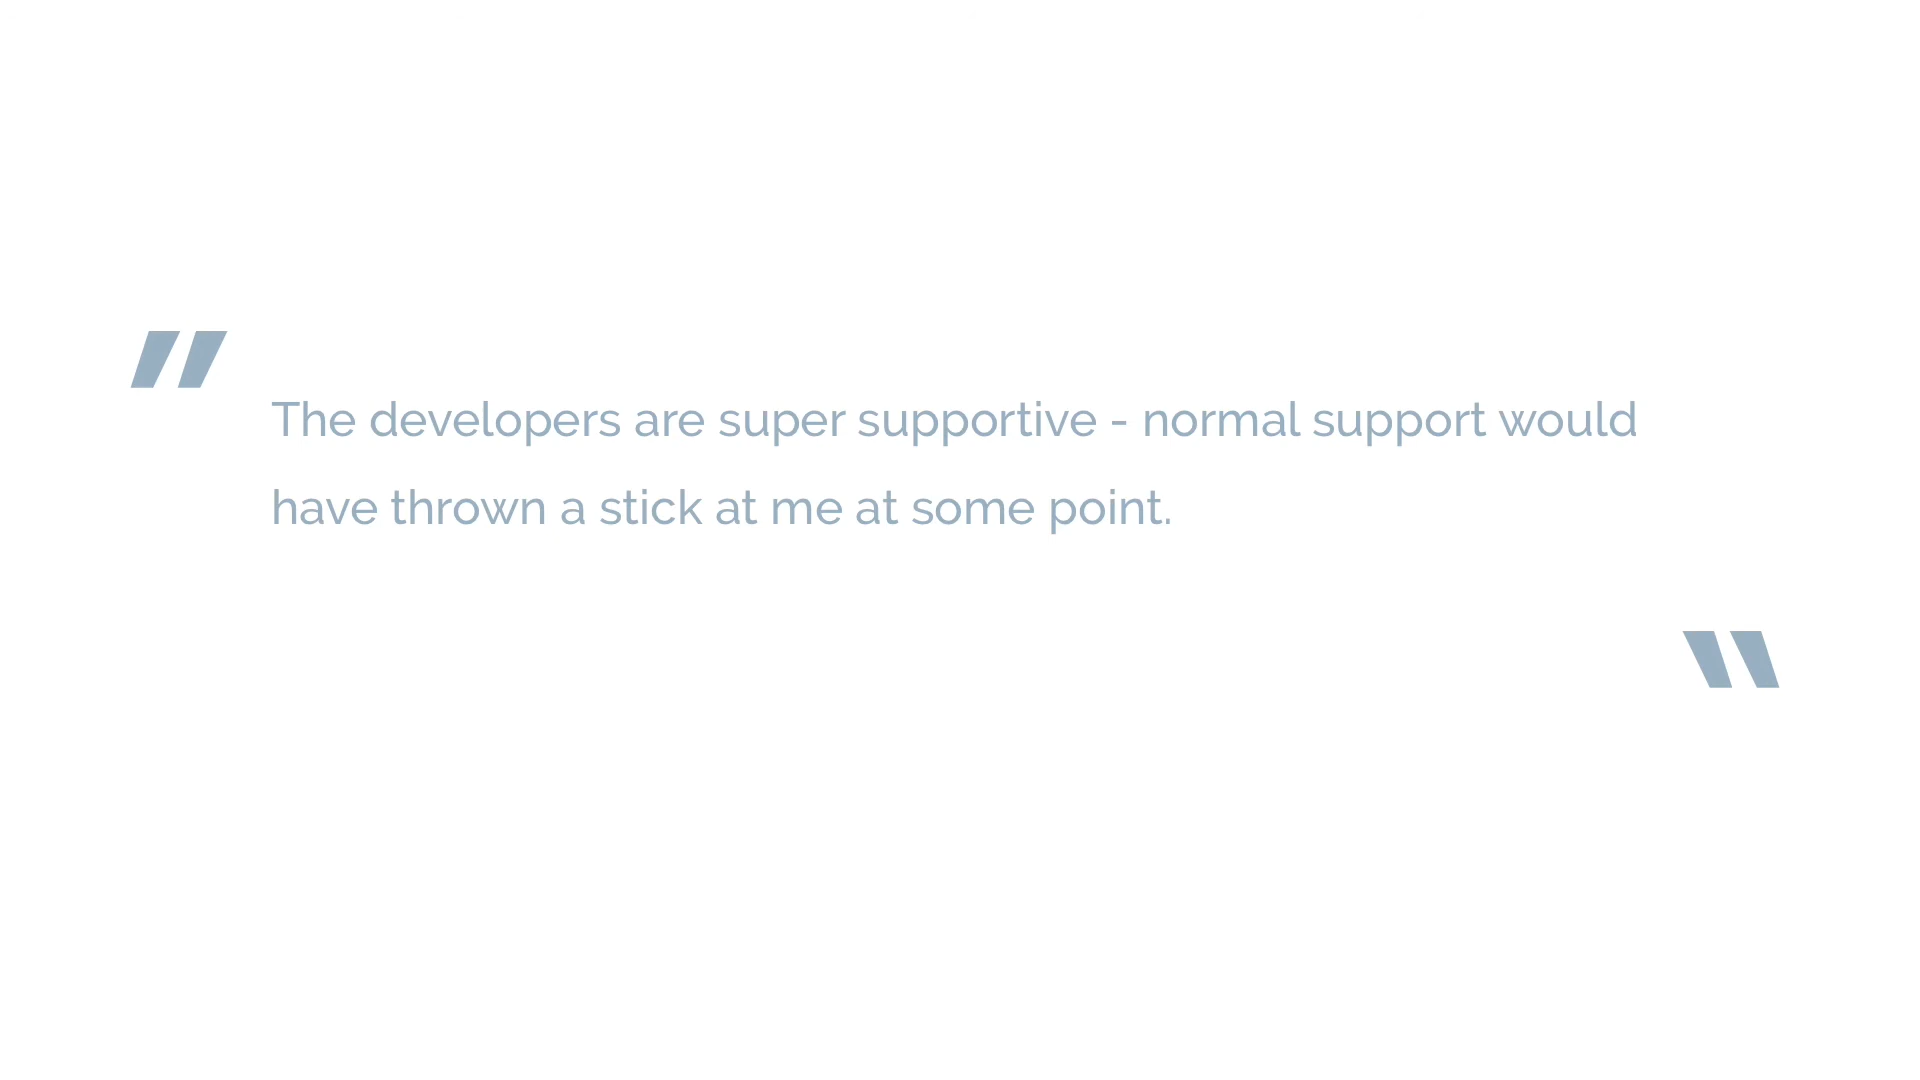 "
The developers are super supportive - normal support would
have thrown a stick at me at some point.
"